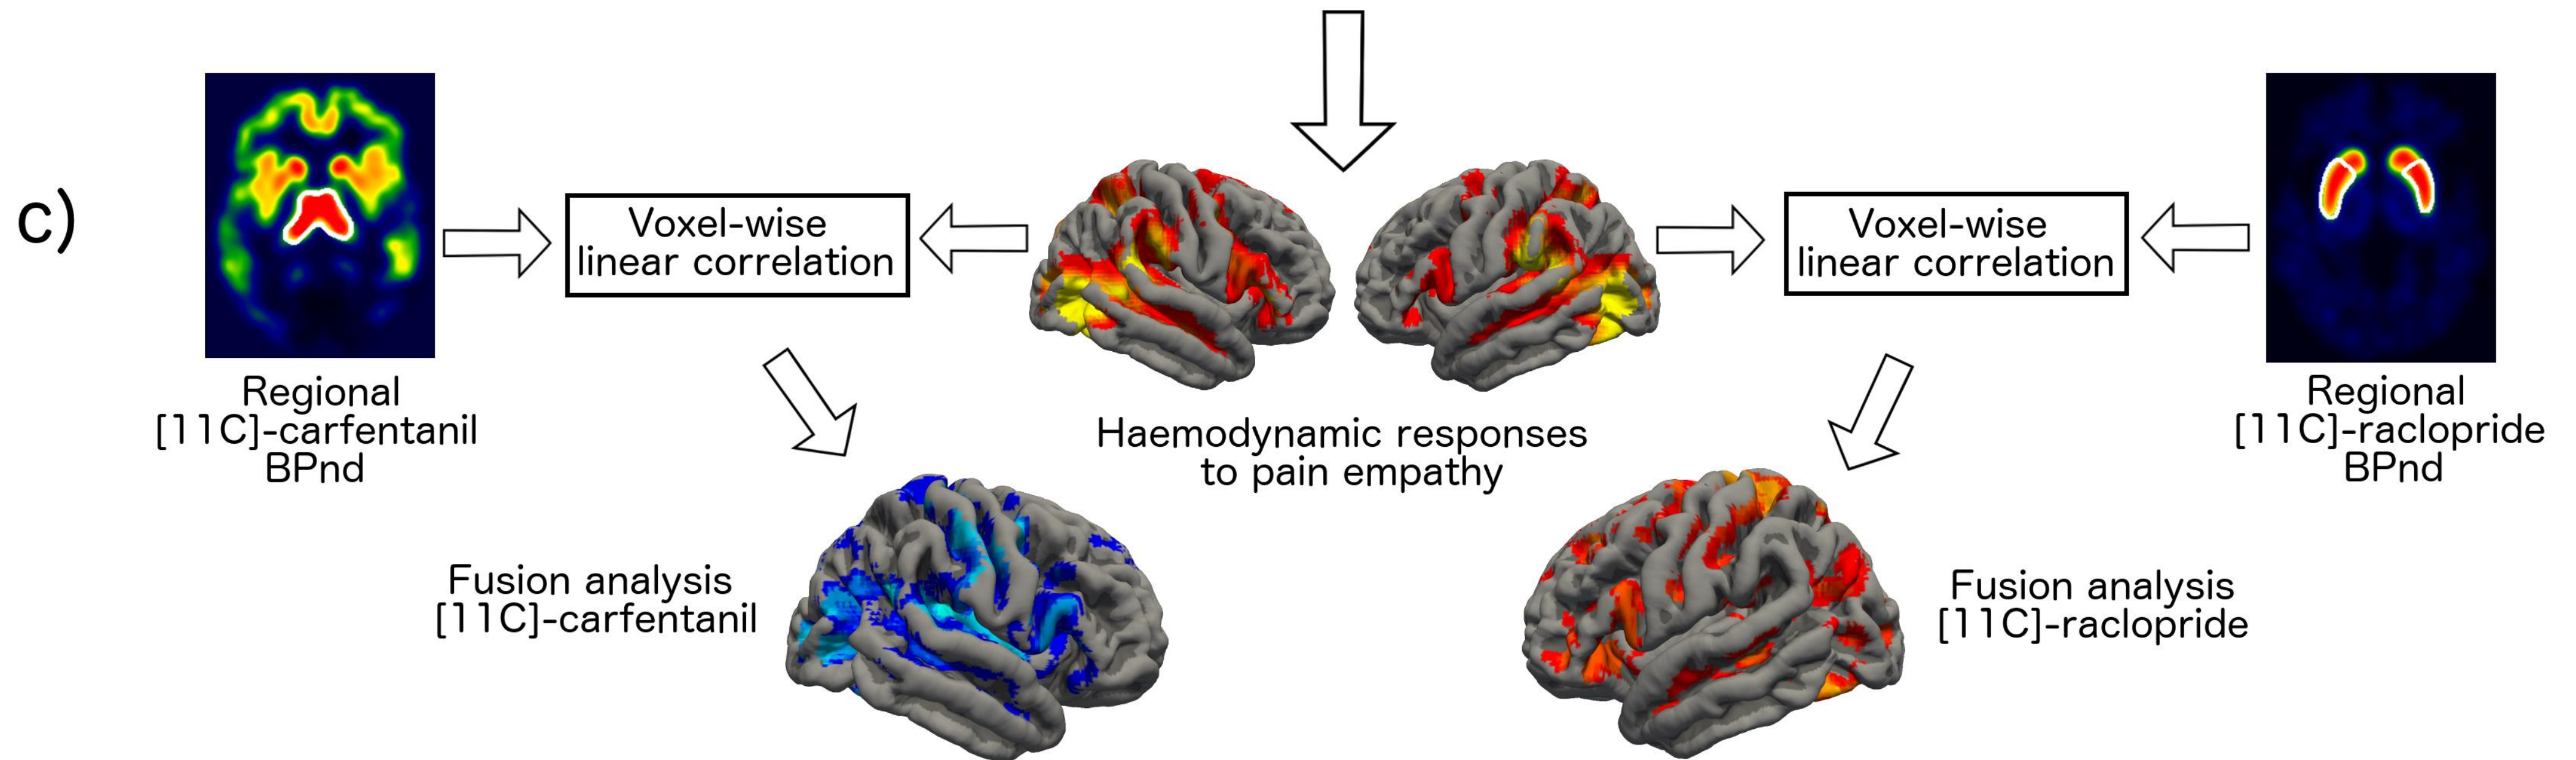 c)
Regional
[11C]-carfentanil
BPnd
Voxel-wise
linear correlation
Haemodynamic responses
to pain empathy
Voxel-wise
linear correlation
Regional
[11C]-raclopride
BPnd
Fusion analysis
[11C]-carfentanil
Fusion analysis
[11C]-raclopride